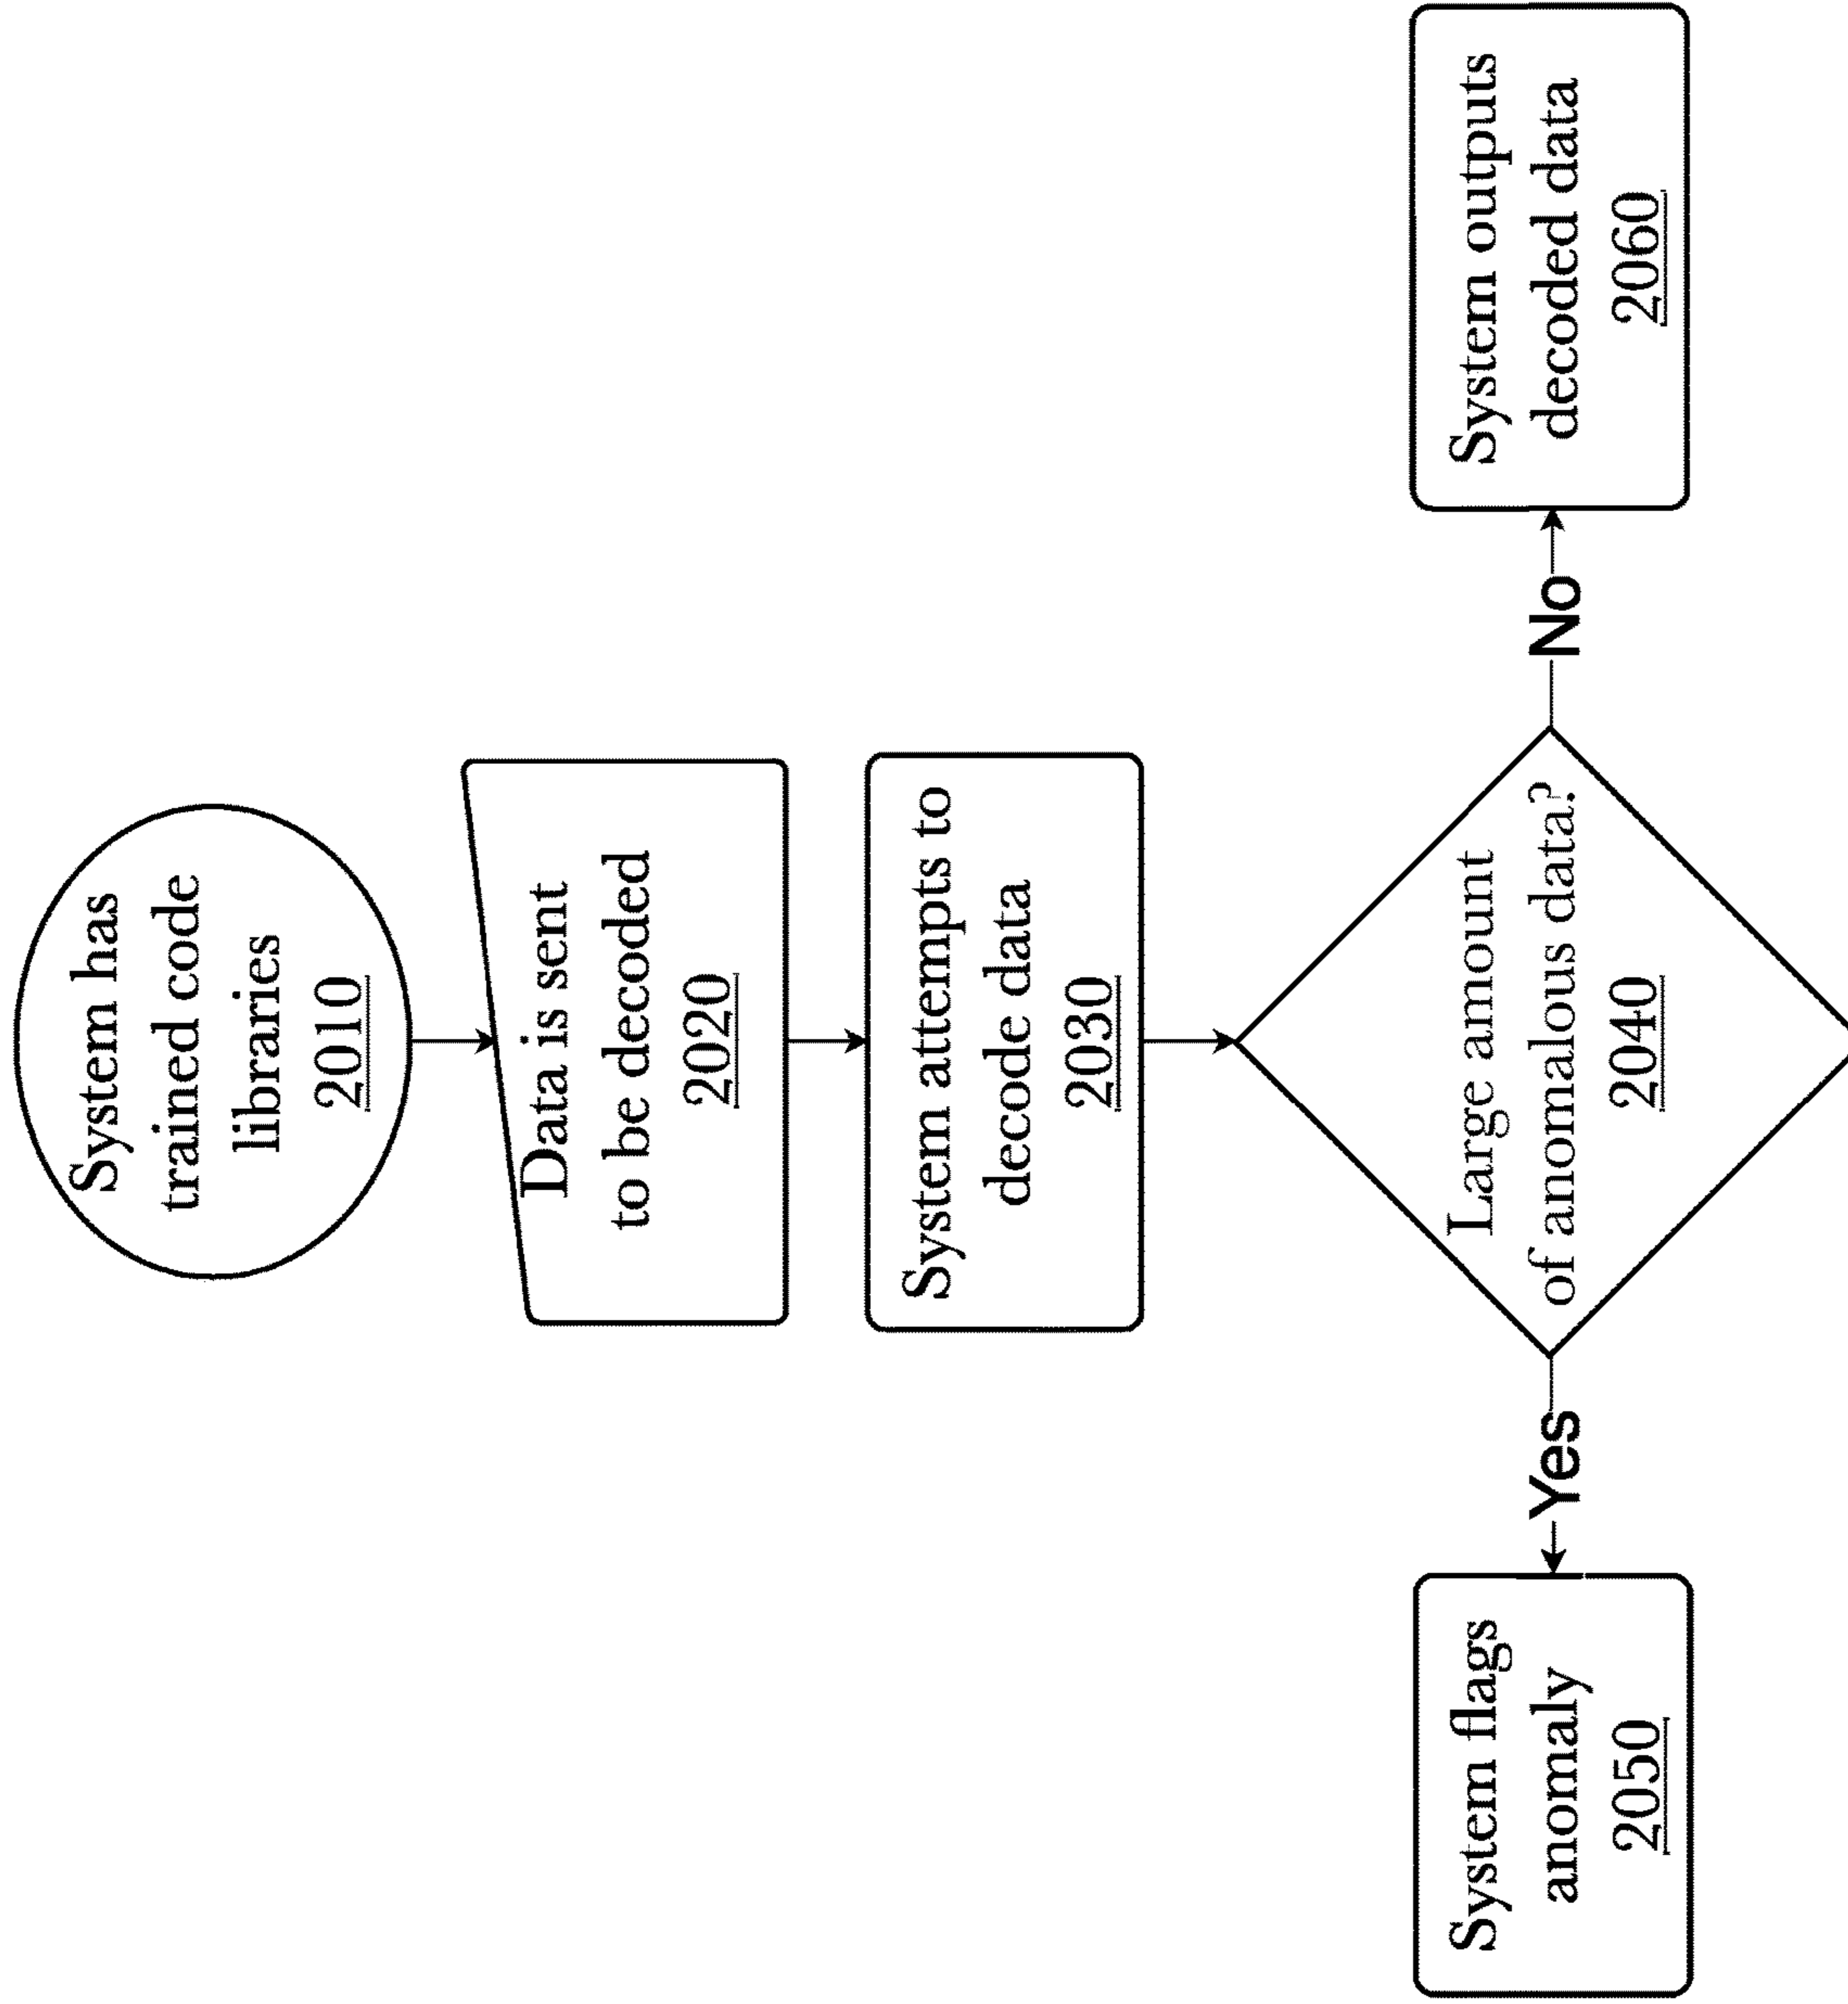 System has
trained code
libraries
2010
Data is sent
to be decoded
2020
System attempts to
decode data
2030
Large amount
of anomalous data?
2040
Yes
No
System flags
anomaly
2050
System outputs
decoded data
2060